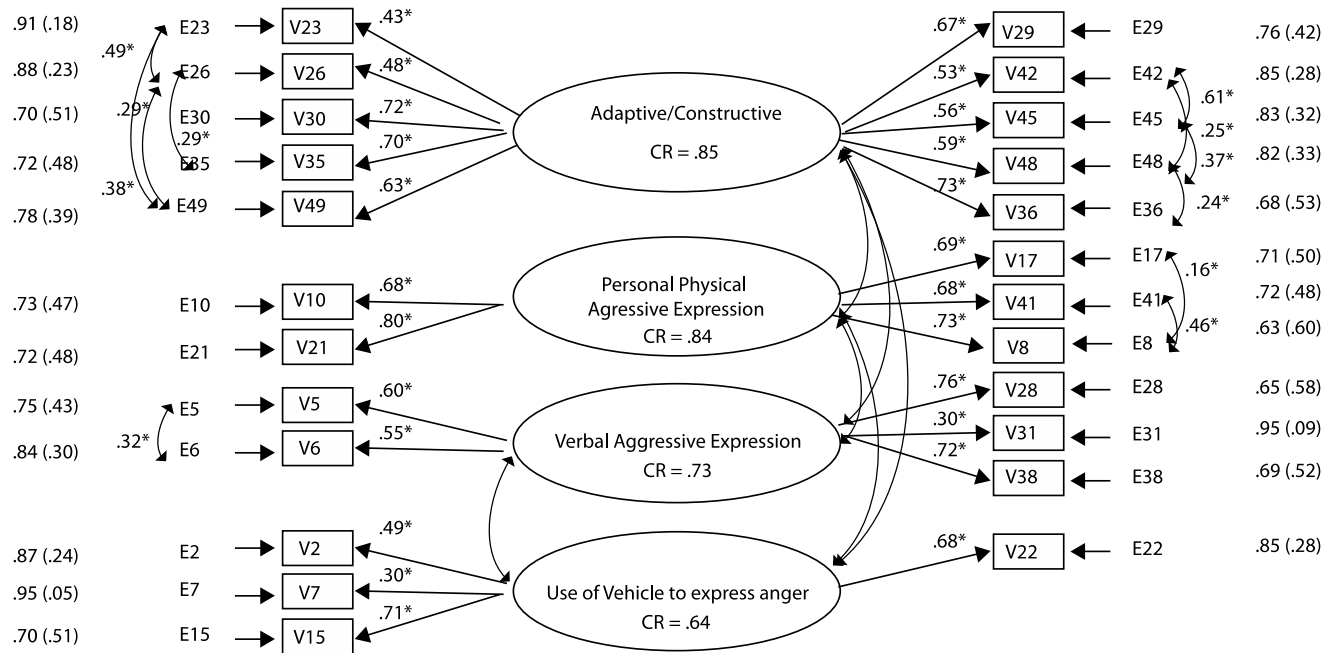 .91 (.18) E23 V23 .43* .67* V29 E29 .76 (.42)
.49*
.88 (.23) E26 V26 .48* .53* V42 E42 .85 (.28)
Adaptive/Constructive
.61*
.70 (.51) .29* E30 V30 .72* .56* V45 E45 .83 (.32)
.29* .25*
CR = .85
.72 (.48) E35 V35 .70* .59* V48 E48 .37* .82 (.33)
.38*
.78 (.39) E49 V49 .63* .73* V36 E36 .24* .68 (.53)
.69* V17 E17 .71 (.50)
.16*
Personal Physical
.73 (.47) E10 V10 .68* .68* V41 E41 .72 (.48)
Agressive Expression
.46*
CR = .84
.72 (.48) E21 V21 .80* .73* V8 E8 .63 (.60)
.75 (.43) E5 V5 .60* .76* V28 E28 .65 (.58)
.32*
.84 (.30) E6 V6 .55* .30* V31 E31 .95 (.09)
Verbal Aggressive Expression
CR = .73
.72* V38 E38 .69 (.52)
.87 (.24) E2 V2 .49* .68* V22 E22 .85 (.28)
.95 (.05) E7 V7 .30*
Use of Vehicle to express anger
CR = .64
.70 (.51) E15 V15 .71*